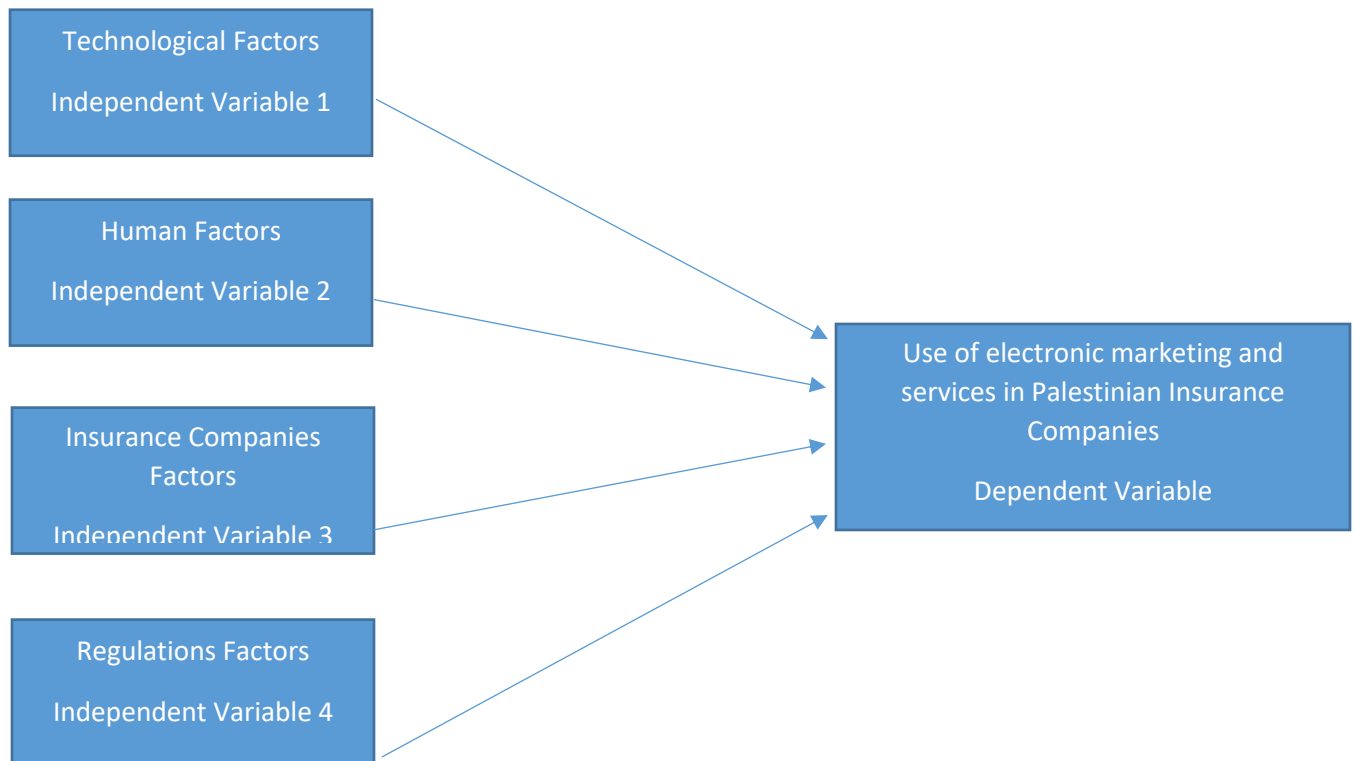 Technological Factors
Independent Variable 1
Human Factors
Independent Variable 2
Insurance Companies
Factors
Independent Variable 3
Regulations Factors
Independent Variable 4
Use of electronic marketing and
services in Palestinian Insurance
Companies
Dependent Variable